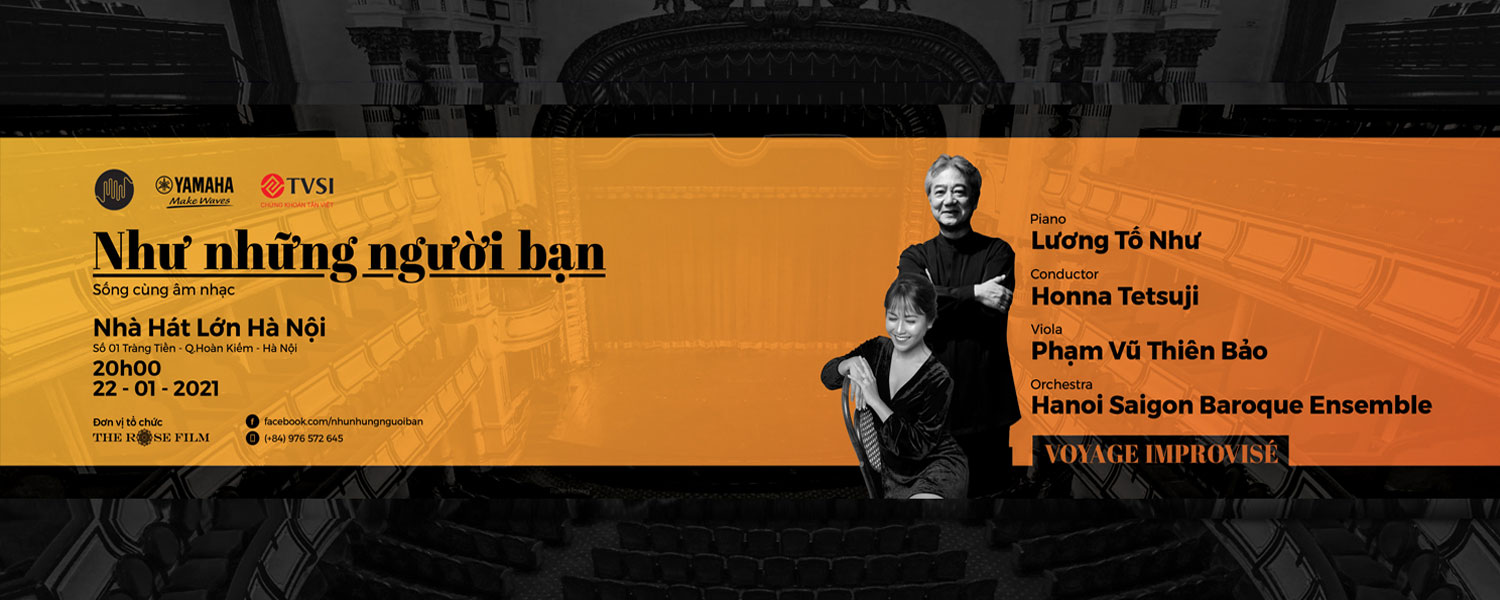 YAMAHA
Make Waves
TVSI
CHỨNG KHOÁN TÂN VIỆT
Như những người bạn
Sống cùng âm nhạc
Nhà Hát Lớn Hà Nội
Số 01 Tràng Tiền - Q.Hoàn Kiếm - Hà Nội
20h00
22 - 01 - 2021
Đơn vị tổ chức
THE ROSE FILM
facebook.com/nhunhungnguoiban
(+84) 976 572 645
Piano
Lương Tố Như
Conductor
Honna Tetsuji
Viola
Phạm Vũ Thiên Bảo
Orchestra
Hanoi Saigon Baroque Ensemble
VOYAGE IMPROVISÉ